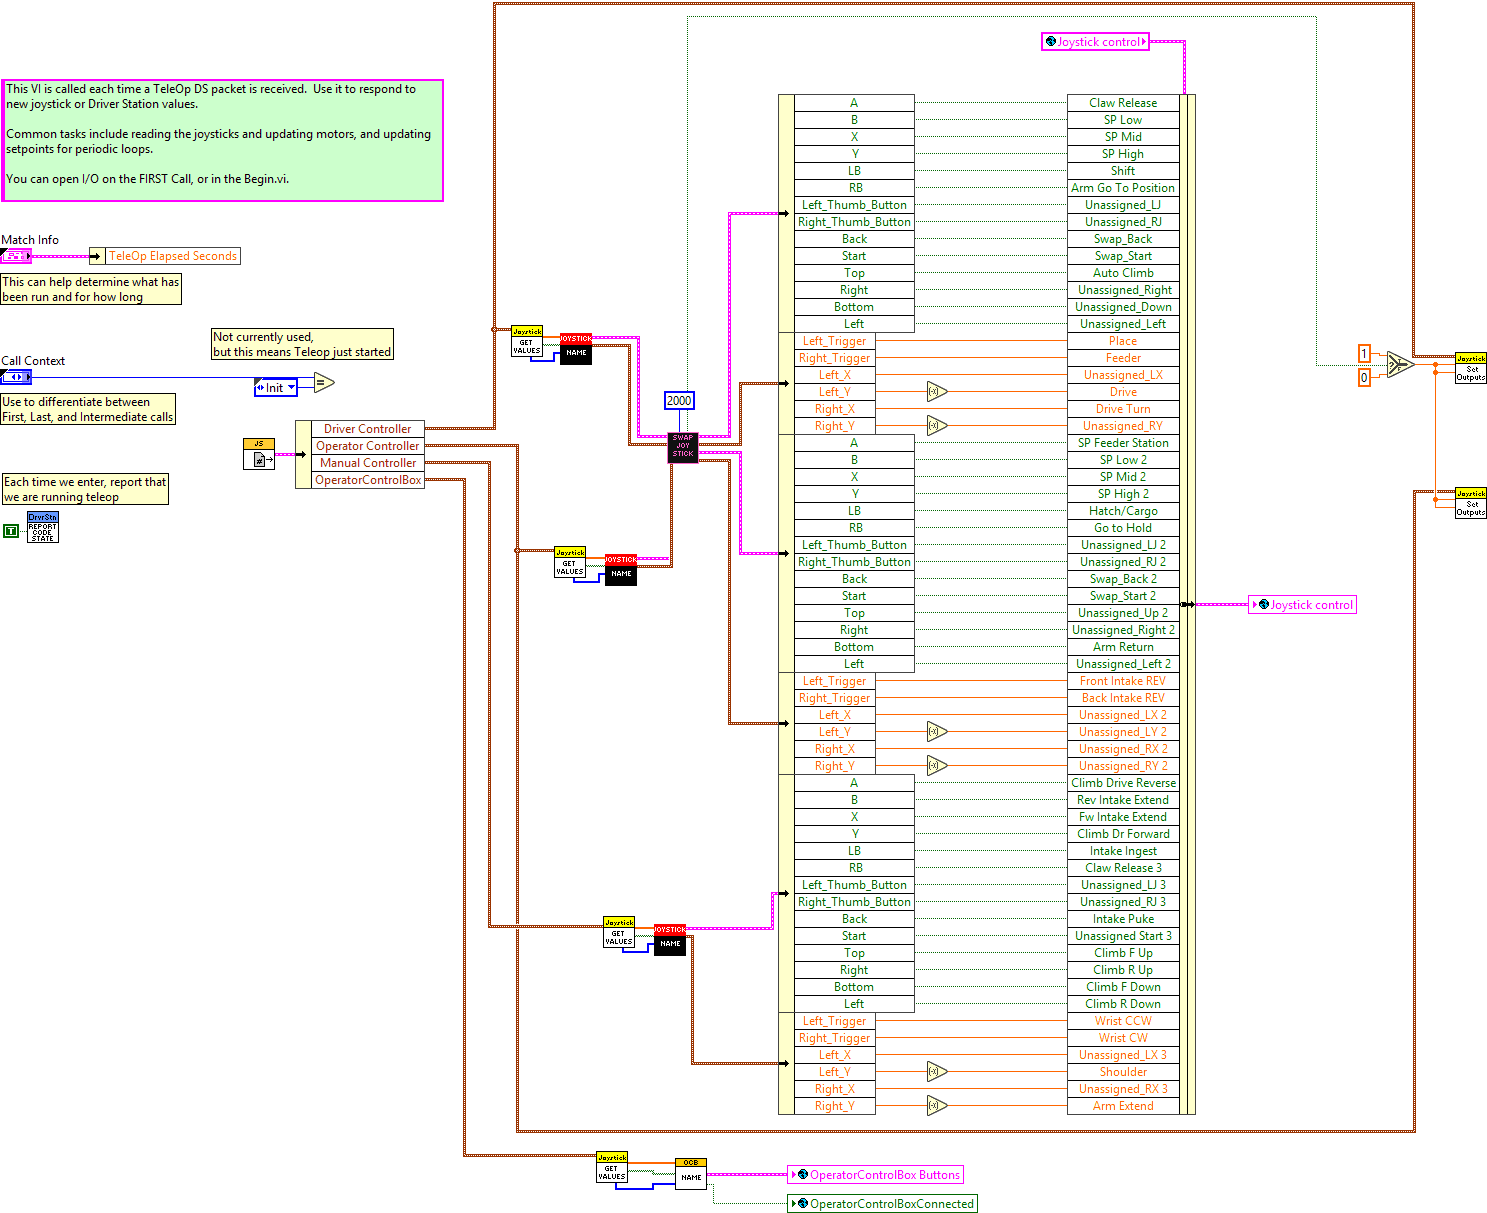 Joystick control
This VI is called each time a TeleOp DS packet is received.  Use it to respond to
new joystick or Driver Station values.
Common tasks include reading the joysticks and updating motors, and updating
setpoints for periodic loops.
You can open I/O on the FIRST Call, or in the Begin.vi.
Match Info
TeleOp Elapsed Seconds
This can help determine what has
been run and for how long
Not currently used,
but this means Teleop just started
Call Context
Init
=
Use to differentiate between
First, Last, and Intermediate calls
JS
#
Driver Controller
Operator Controller
Manual Controller
OperatorControlBox
Each time we enter, report that
we are running teleop
T
DrvrStn
REPORT
CODE
STATE
Joystick
GET
VALUES
JOYSTICK
NAME
Joystick
GET
VALUES
JOYSTICK
NAME
2000
SWAP
JOY
STICK
Joystick
GET
VALUES
JOYSTICK
NAME
Joystick
GET
VALUES
OCB
NAME
A Claw Release
B SP Low
X SP Mid
Y SP High
LB Shift
RB Arm Go To Position
Left_Thumb_Button Unassigned_LJ
Right_Thumb_Button Unassigned_RJ
Back Swap_Back
Start Swap_Start
Top Auto Climb
Right Unassigned_Right
Bottom Unassigned_Down
Left Unassigned_Left
Left_Trigger Place
Right_Trigger Feeder
Left_X Unassigned_LX
Left_Y (-x) Drive
Right_X Drive Turn
Right_Y (-x) Unassigned_RY
A SP Feeder Station
B SP Low 2
X SP Mid 2
Y SP High 2
LB Hatch/Cargo
RB Go to Hold
Left_Thumb_Button Unassigned_LJ 2
Right_Thumb_Button Unassigned_RJ 2
Back Swap_Back 2
Start Swap_Start 2
Top Unassigned_Up 2
Right Unassigned_Right 2
Bottom Arm Return
Left Unassigned_Left 2
Left_Trigger Front Intake REV
Right_Trigger Back Intake REV
Left_X Unassigned_LX 2
Left_Y (-x) Unassigned_LY 2
Right_X Unassigned_RX 2
Right_Y (-x) Unassigned_RY 2
A Climb Drive Reverse
B Rev Intake Extend
X Fw Intake Extend
Y Climb Dr Forward
LB Intake Ingest
RB Claw Release 3
Left_Thumb_Button Unassigned_LJ 3
Right_Thumb_Button Unassigned_RJ 3
Back Intake Puke
Start Unassigned Start 3
Top Climb F Up
Right Climb R Up
Bottom Climb F Down
Left Climb R Down
Left_Trigger Wrist CCW
Right_Trigger Wrist CW
Left_X Unassigned_LX 3
Left_Y (-x) Shoulder
Right_X Unassigned_RX 3
Right_Y (-x) Arm Extend
1
0
?
Joystick
Set
Outputs
Joystick
Set
Outputs
Joystick control
OperatorControlBox Buttons
OperatorControlBoxConnected